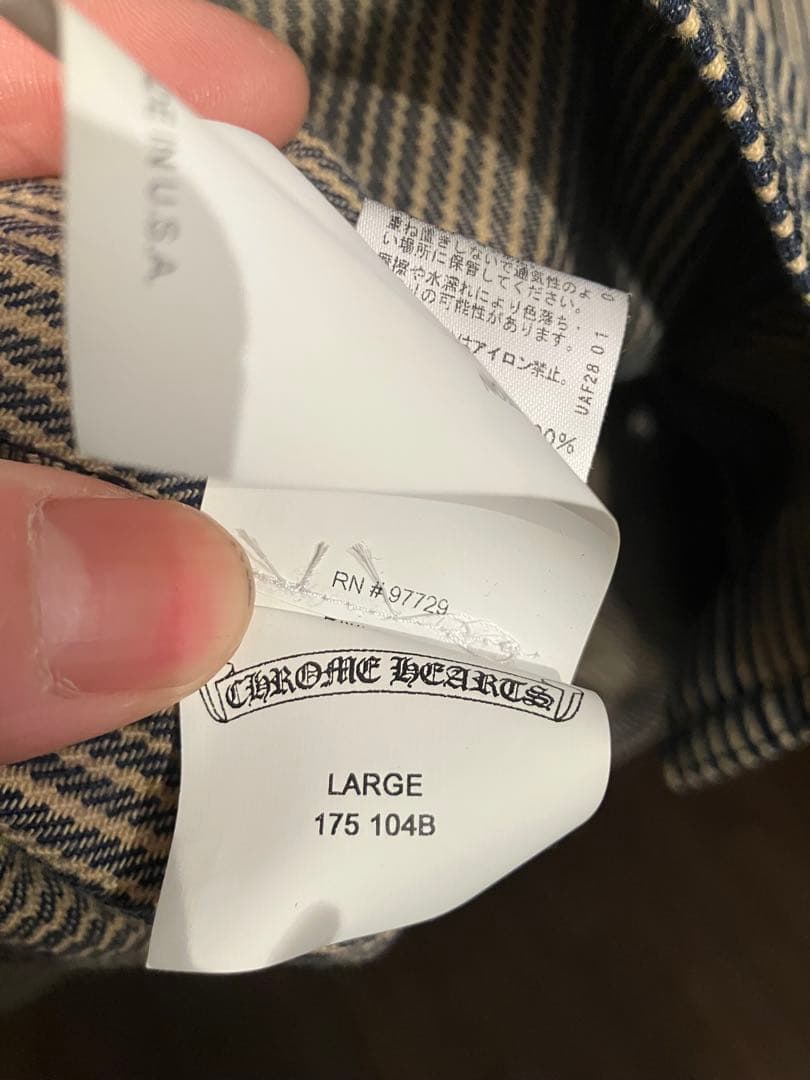 IN U.S.A
重ね置きしないで通気性のよ
い場所に保管してください。
摩擦や水濡れにより色落ち、
の可能性があります。
はアイロン禁止。
UAF28 01
00%
RN # 97729
CHROME HEARTS
LARGE
175 104B